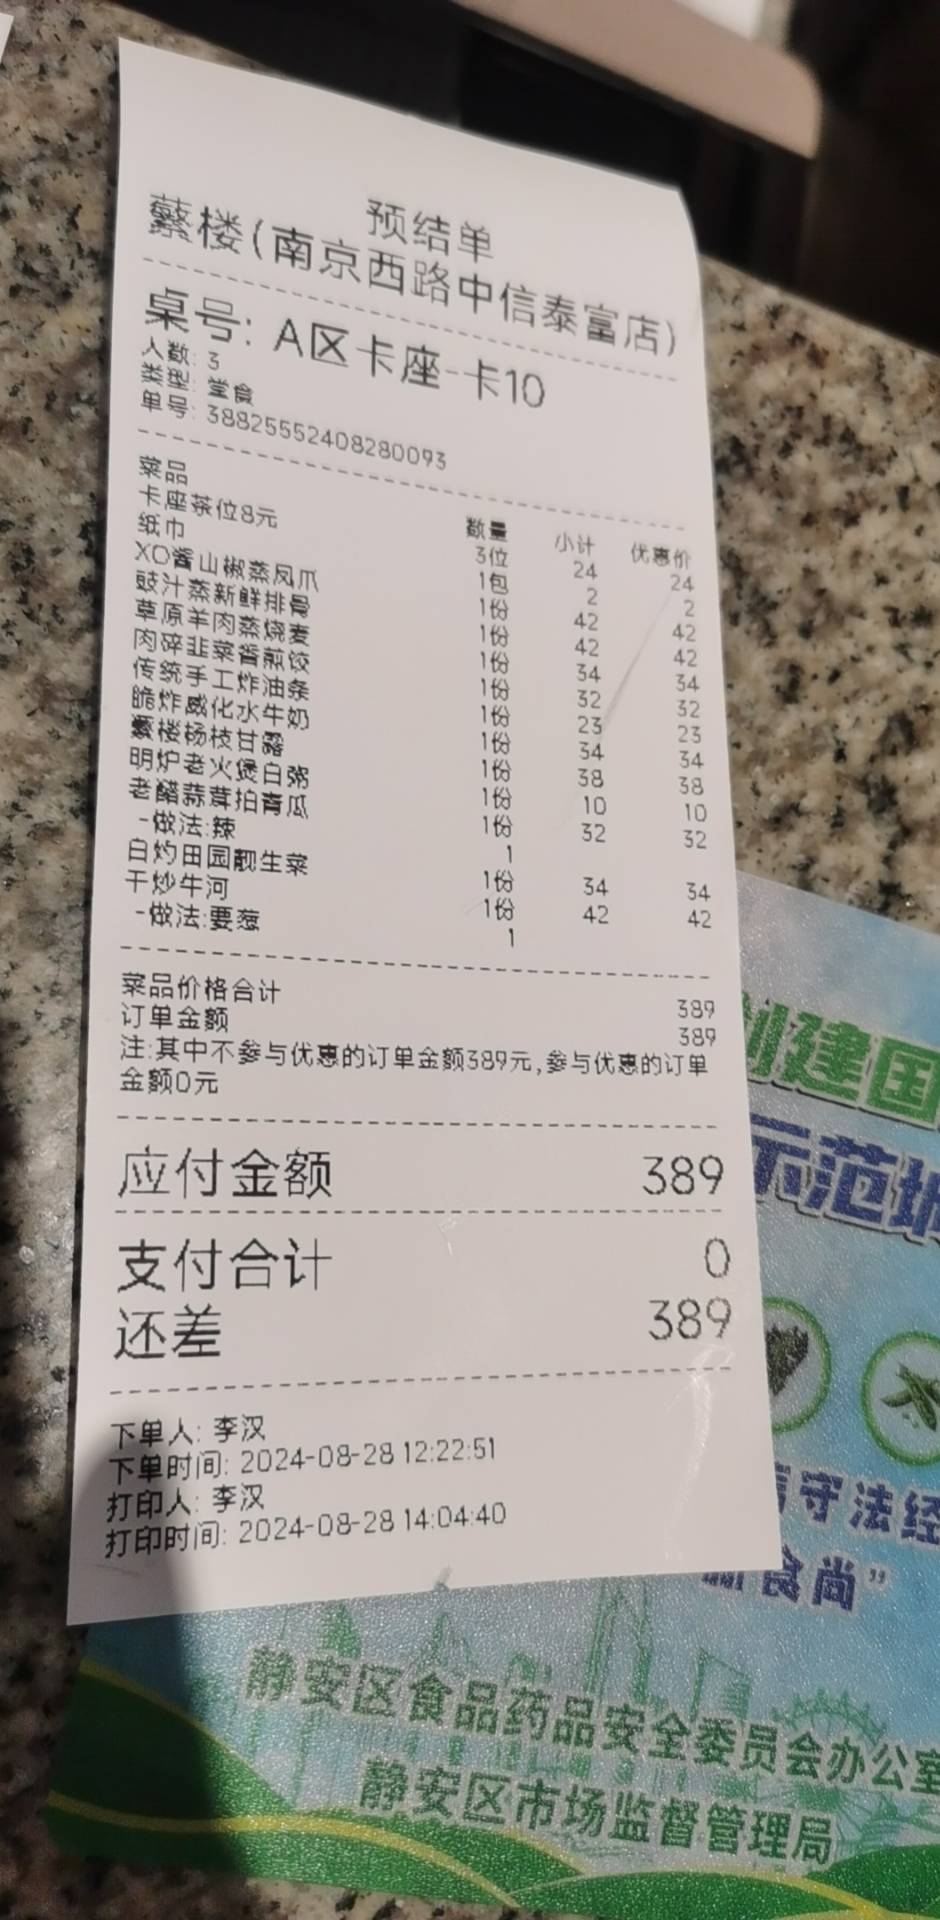 预结单
蘩楼(南京西路中信泰富店)
桌号: A区卡座-卡10
人数: 3
类型: 堂食
单号: 38825552408280093
菜品 数量 小计 优惠价
卡座茶位8元 3位 24 24
纸巾 1包 2 2
XO酱山椒蒸凤爪 1份 42 42
豉汁蒸新鲜排骨 1份 42 42
草原羊肉蒸烧麦 1份 34 34
肉碎韭菜酱煎饺 1份 32 32
传统手工炸油条 1份 23 23
脆炸威化水牛奶 1份 34 34
蘩楼杨枝甘露 1份 38 38
明炉老火煲白粥 1份 10 10
老醋蒜茸拍青瓜 1份 32 32
-做法:辣 1
白灼田园靓生菜 1份 34 34
干炒牛河 1份 42 42
-做法:要葱 1
菜品价格合计 389
订单金额 389
注:其中不参与优惠的订单金额389元,参与优惠的订单
金额0元
应付金额 389
支付合计 0
还差 389
下单人: 李汉
下单时间: 2024-08-28 12:22:51
打印人: 李汉
打印时间: 2024-08-28 14:04:40
创建国
示范城
守法经
食尚”
静安区食品药品安全委员会办公室
静安区市场监督管理局